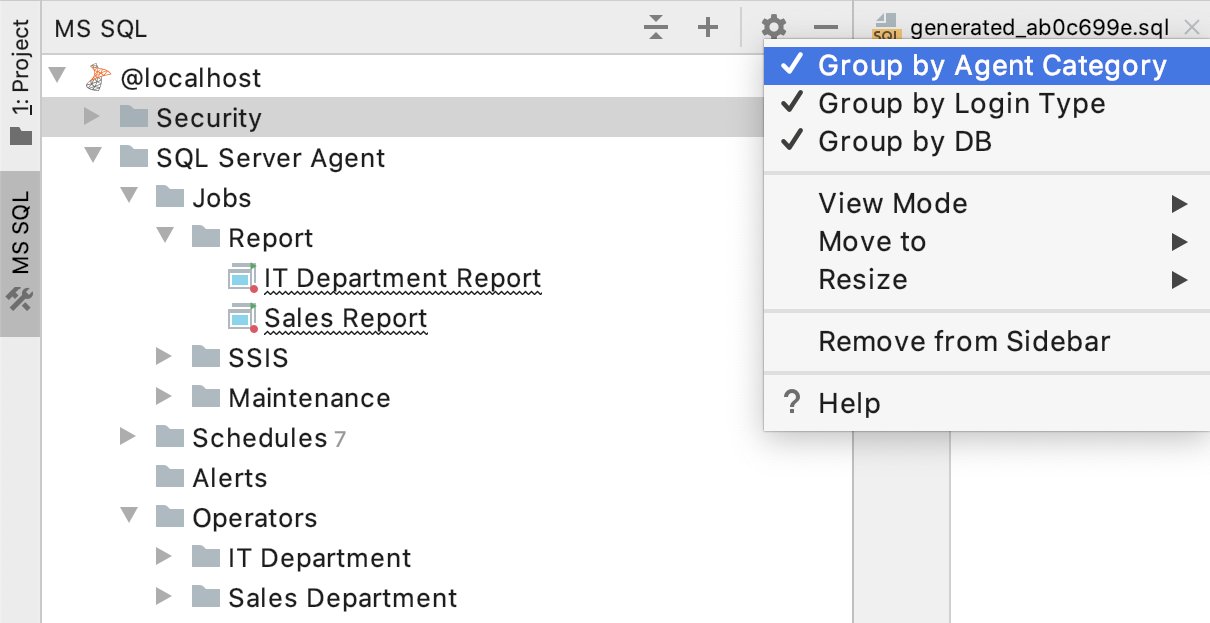 1: Project
MS SQL
MS SQL
SQL
generated_ab0c699e.sql
@localhost
Security
SQL Server Agent
Jobs
Report
IT Department Report
Sales Report
SSIS
Maintenance
Schedules 7
Alerts
Operators
IT Department
Sales Department
Group by Agent Category
Group by Login Type
Group by DB
View Mode
Move to
Resize
Remove from Sidebar
? Help